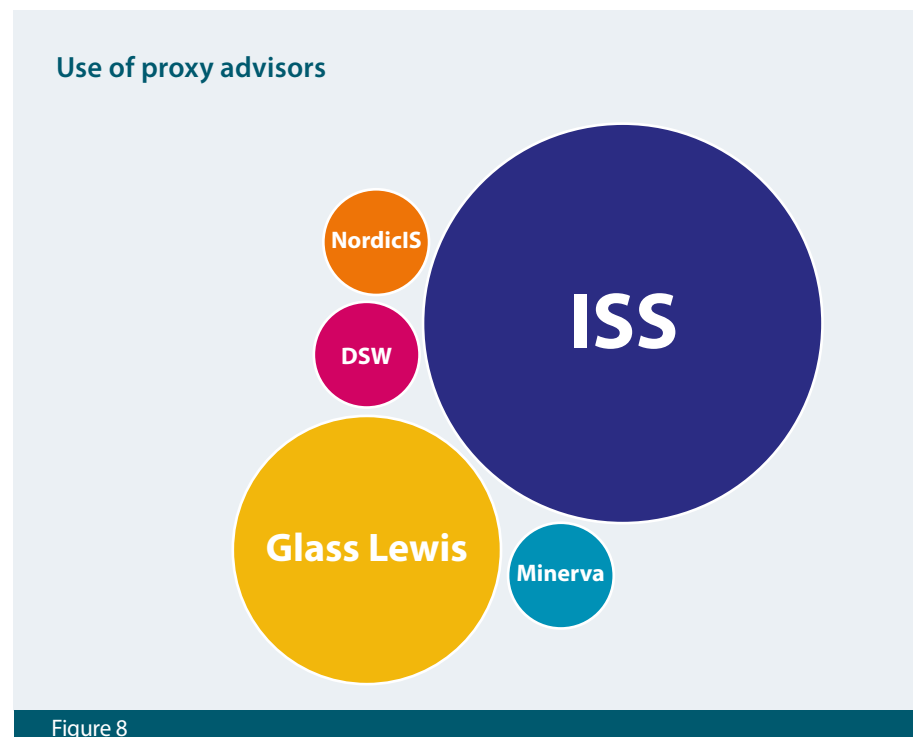 Use of proxy advisors
NordicIS
ISS
DSW
Glass Lewis
Minerva
Figure 8